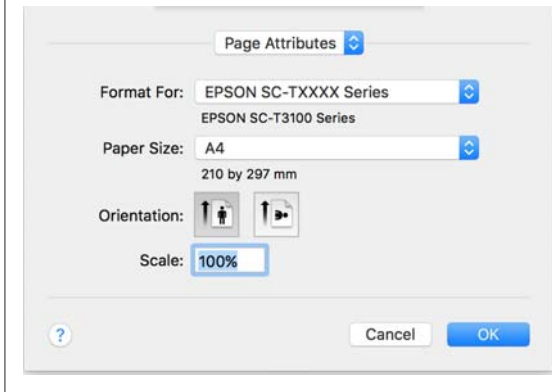 Page Attributes
Format For: EPSON SC-TXXXX Series
EPSON SC-T3100 Series
Paper Size: A4
210 by 297 mm
Orientation:
Scale: 100%
? Cancel OK